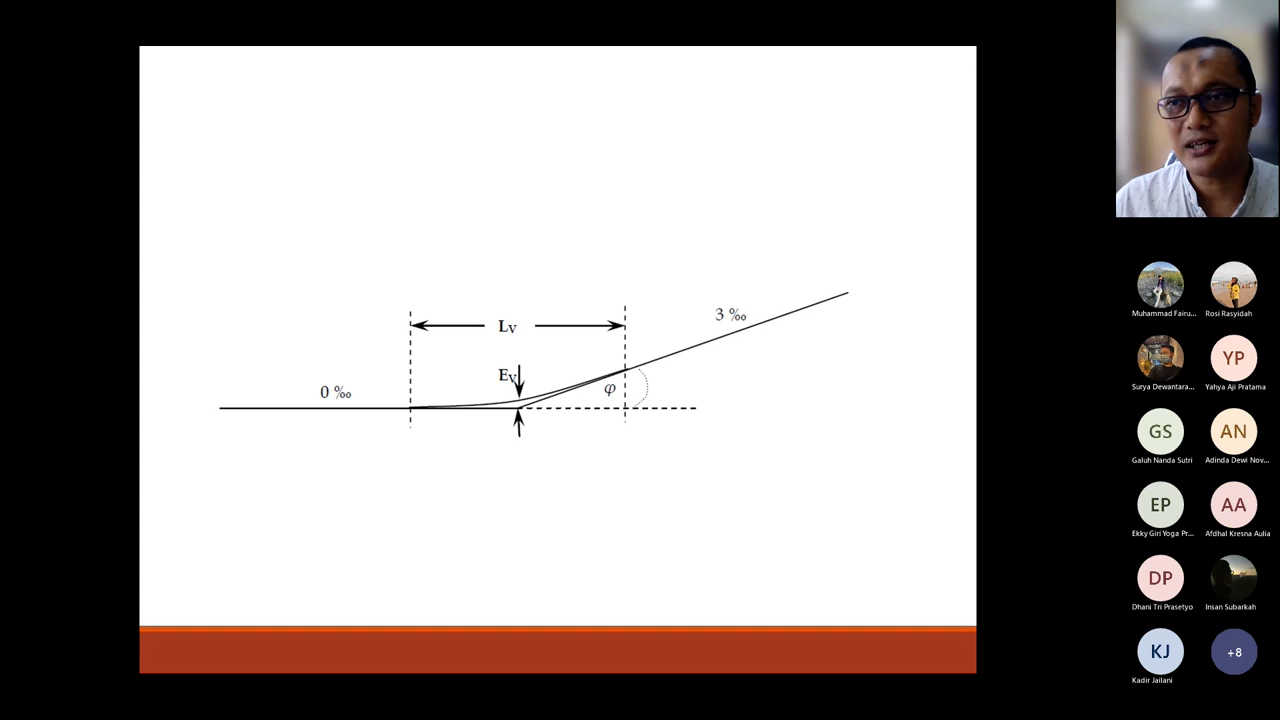 3 ‰
Lv
Ev
φ
0 ‰
Muhammad Fairu...
Rosi Rasyidah
YP
Surya Dewantara...
Yahya Aji Pratama
GS
AN
Galuh Nanda Sutri
Adinda Dewi Nov...
EP
AA
Ekky Giri Yoga Pr...
Afdhal Kresna Aulia
DP
Dhani Tri Prasetyo
Insan Subarkah
KJ
+8
Kadir Jailani